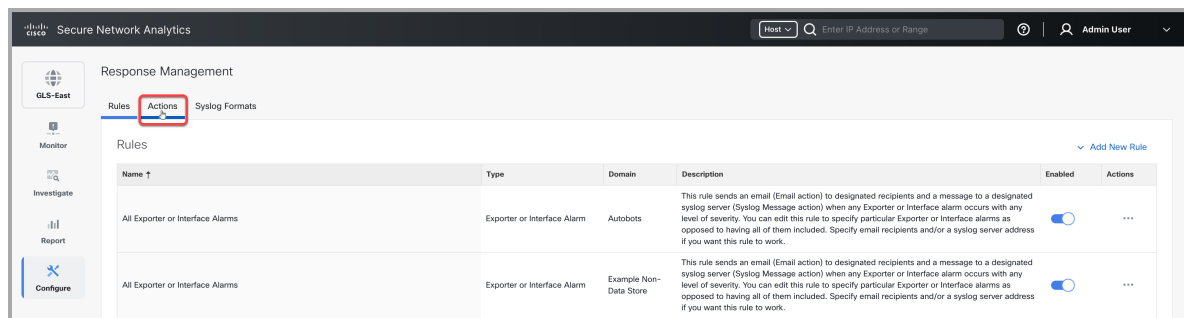 cisco Secure Network Analytics Host Enter IP Address or Range Admin User
GLS-East
Monitor
Investigate
Report
Configure
Response Management
Rules Actions Syslog Formats
Rules Add New Rule
Name ↑ Type Domain Description Enabled Actions
All Exporter or Interface Alarms Exporter or Interface Alarm Autobots
This rule sends an email (Email action) to designated recipients and a message to a designated
syslog server (Syslog Message action) when any Exporter or Interface alarm occurs with any
level of severity. You can edit this rule to specify particular Exporter or Interface alarms as
opposed to having all of them included. Specify email recipients and/or a syslog server address
if you want this rule to work.
All Exporter or Interface Alarms Exporter or Interface Alarm
Example Non-
Data Store
This rule sends an email (Email action) to designated recipients and a message to a designated
syslog server (Syslog Message action) when any Exporter or Interface alarm occurs with any
level of severity. You can edit this rule to specify particular Exporter or Interface alarms as
opposed to having all of them included. Specify email recipients and/or a syslog server address
if you want this rule to work.